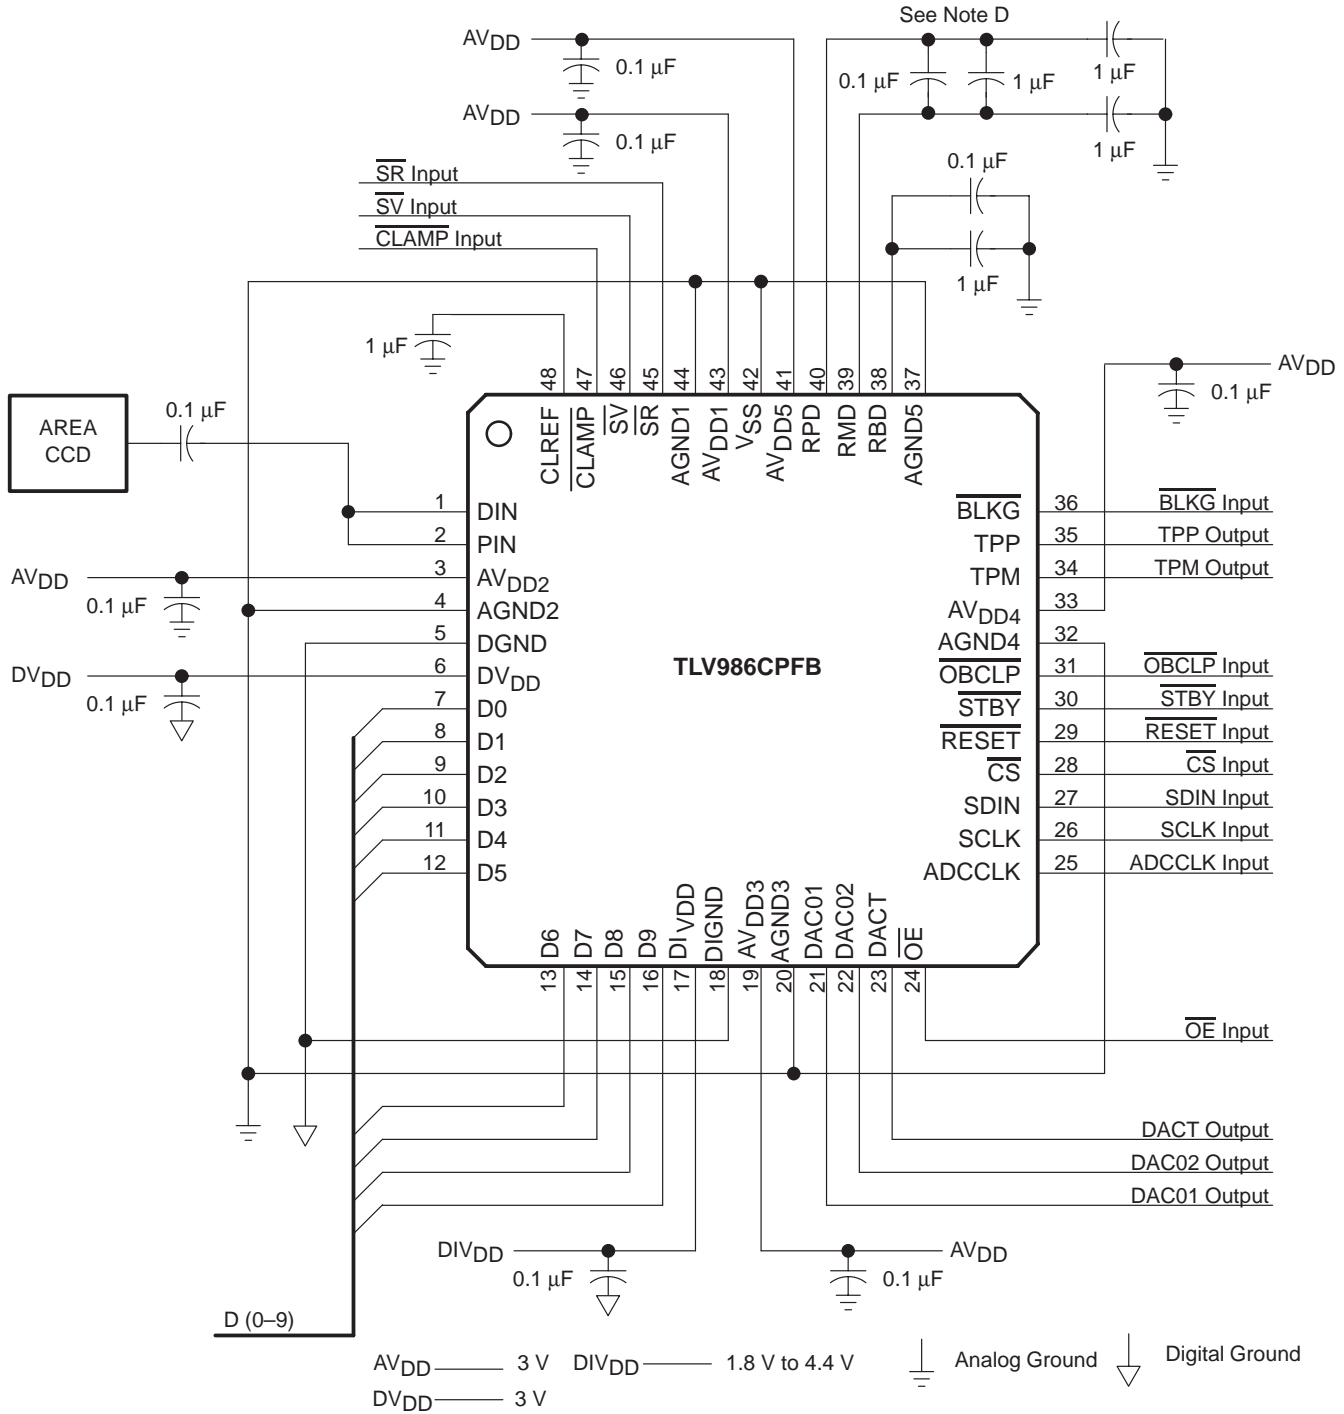 See Note D
AVDD
0.1 μF
0.1 μF
1 μF
1 μF
AVDD
0.1 μF
1 μF
SR Input
SV Input
CLAMP Input
0.1 μF
1 μF
1 μF
AVDD
0.1 μF
48 47 46 45 44 43 42 41 40 39 38 37
CLREF CLAMP SV SR AGND1 AVDD1 VSS AVDD5 RPD RMD RBD AGND5
AREA
CCD
0.1 μF
1 DIN
2 PIN
AVDD
0.1 μF
3 AVDD2
4 AGND2
5 DGND
DVDD
0.1 μF
6 DVDD
7 D0
8 D1
9 D2
10 D3
11 D4
12 D5
TLV986CPFB
BLKG 36 BLKG Input
TPP 35 TPP Output
TPM 34 TPM Output
AVDD4 33
AGND4 32
OBCLP 31 OBCLP Input
STBY 30 STBY Input
RESET 29 RESET Input
CS 28 CS Input
SDIN 27 SDIN Input
SCLK 26 SCLK Input
ADCCLK 25 ADCCLK Input
D6 D7 D8 D9 DIVDD DIGND AVDD3 AGND3 DAC01 DAC02 DACT OE
13 14 15 16 17 18 19 20 21 22 23 24
OE Input
DACT Output
DAC02 Output
DAC01 Output
DIVDD
0.1 μF
AVDD
0.1 μF
D (0–9)
AVDD 3 V
DIVDD 1.8 V to 4.4 V
Analog Ground
Digital Ground
DVDD 3 V